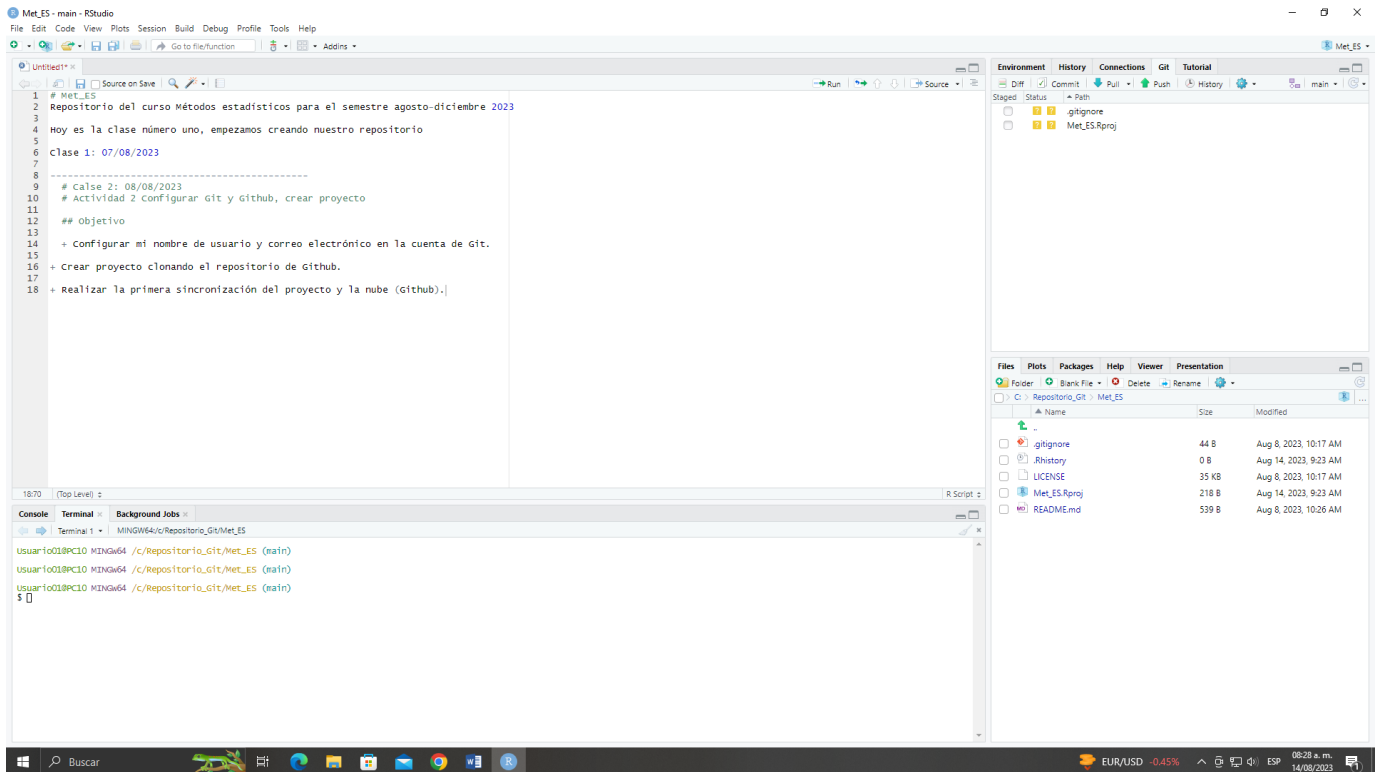 Met_ES - main - RStudio
File Edit Code View Plots Session Build Debug Profile Tools Help
Go to file/function Addins Met_ES
Untitled1*
Source on Save Run Source
1 # Met_ES
2 Repositorio del curso Métodos estadísticos para el semestre agosto-diciembre 2023
3
4 Hoy es la clase número uno, empezamos creando nuestro repositorio
5
6 Clase 1: 07/08/2023
7
8 ---------------------------------------------
9 # Calse 2: 08/08/2023
10 # Actividad 2 Configurar Git y Github, crear proyecto
11
12 ## Objetivo
13
14 + Configurar mi nombre de usuario y correo electrónico en la cuenta de Git.
15
16 + Crear proyecto clonando el repositorio de Github.
17
18 + Realizar la primera sincronización del proyecto y la nube (Github).
18:70 (Top Level) R Script
Console Terminal Background Jobs
Terminal 1 MINGW64:/c/Repositorio_Git/Met_ES
Usuario01@PC10 MINGW64 /c/Repositorio_Git/Met_ES (main)
Usuario01@PC10 MINGW64 /c/Repositorio_Git/Met_ES (main)
Usuario01@PC10 MINGW64 /c/Repositorio_Git/Met_ES (main)
$
Environment History Connections Git Tutorial
Diff Commit Pull Push History main
Staged Status Path
? ? .gitignore
? ? Met_ES.Rproj
Files Plots Packages Help Viewer Presentation
Folder Blank File Delete Rename
C: > Repositorio_Git > Met_ES ...
Name Size Modified
..
.gitignore 44 B Aug 8, 2023, 10:17 AM
.Rhistory 0 B Aug 14, 2023, 9:23 AM
LICENSE 35 KB Aug 8, 2023, 10:17 AM
Met_ES.Rproj 218 B Aug 14, 2023, 9:23 AM
README.md 539 B Aug 8, 2023, 10:26 AM
Buscar
EUR/USD -0.45% ESP 08:28 a. m.
14/08/2023